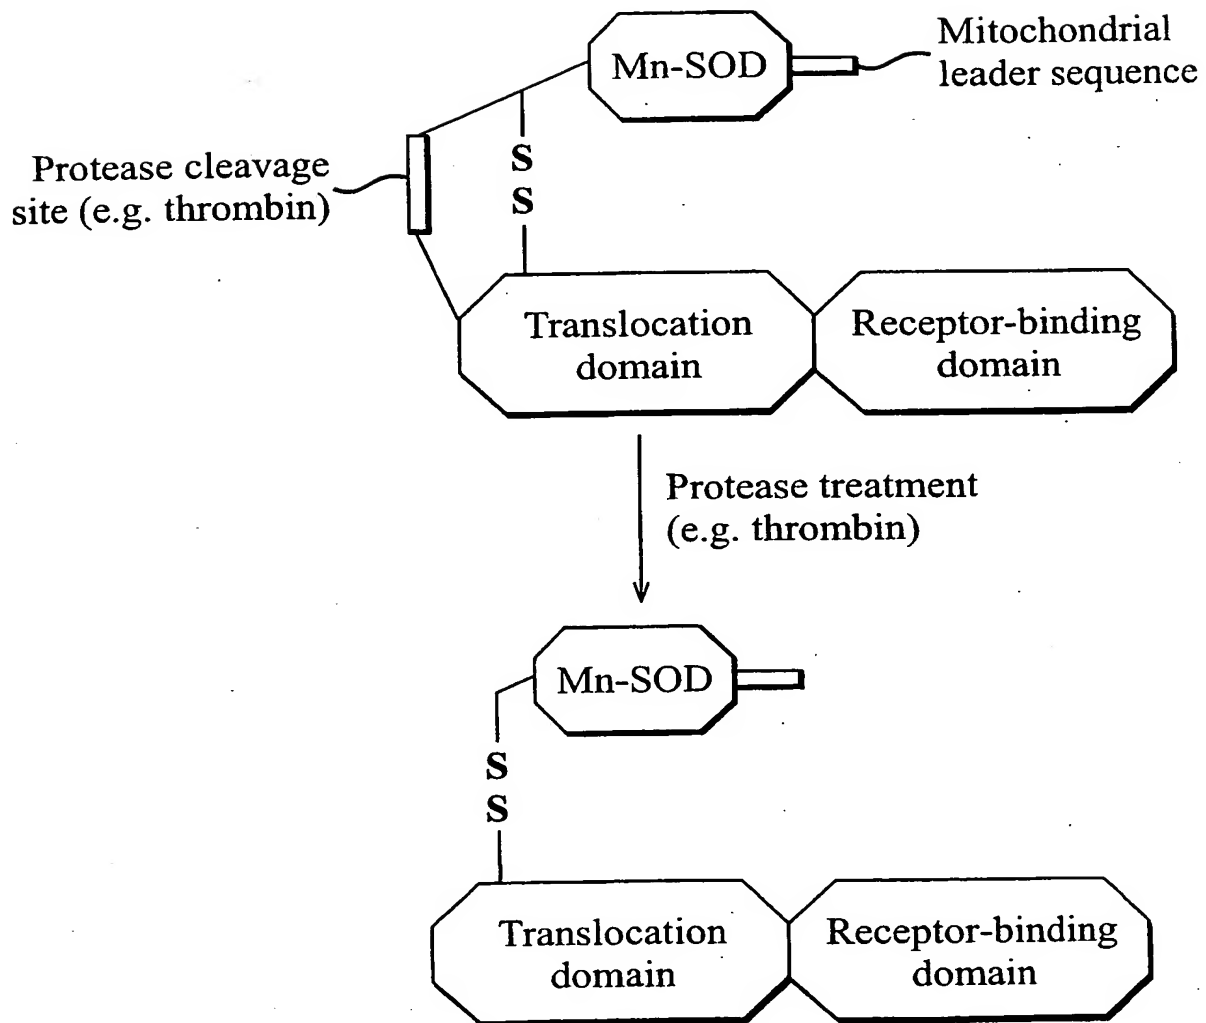 Mn-SOD
Mitochondrial
leader sequence
Protease cleavage
site (e.g. thrombin)
S
S
Translocation
domain
Receptor-binding
domain
Protease treatment
(e.g. thrombin)
Mn-SOD
S
S
Translocation
domain
Receptor-binding
domain